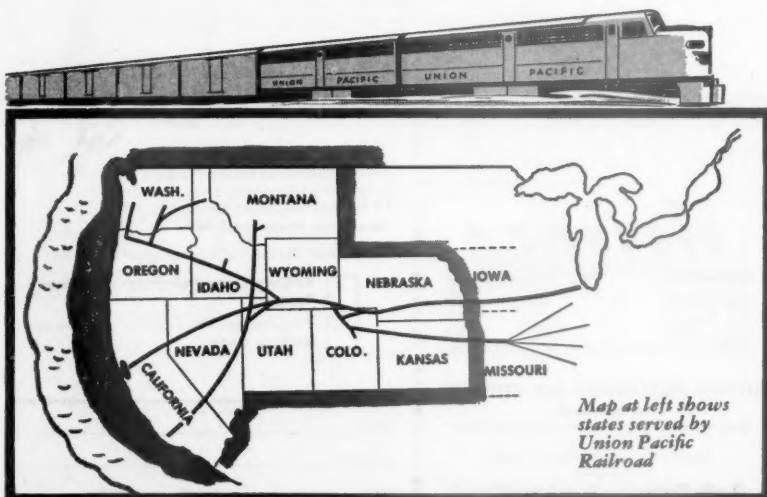 UNION PACIFIC UNION PACIFIC
WASH.
MONTANA
OREGON
IDAHO
WYOMING
NEBRASKA
IOWA
NEVADA
UTAH
COLO.
KANSAS
MISSOURI
CALIFORNIA
Map at left shows
states served by
Union Pacific
Railroad